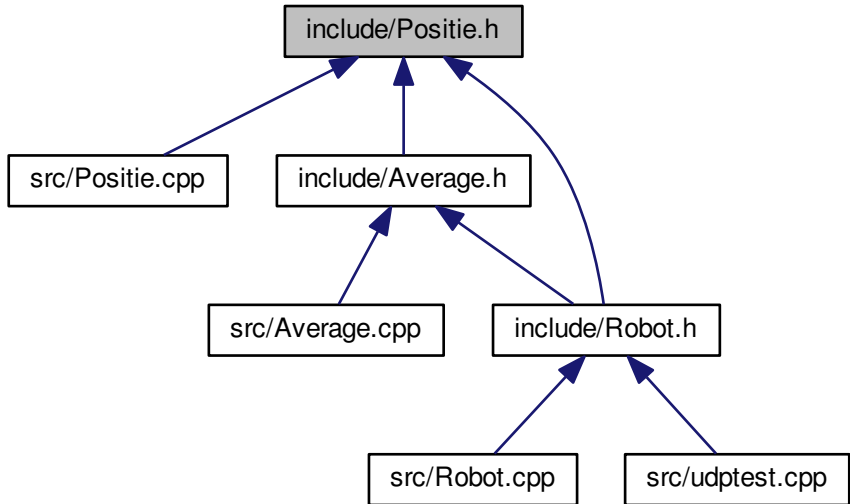 include/Positie.h
src/Positie.cpp
include/Average.h
src/Average.cpp
include/Robot.h
src/Robot.cpp
src/udptest.cpp